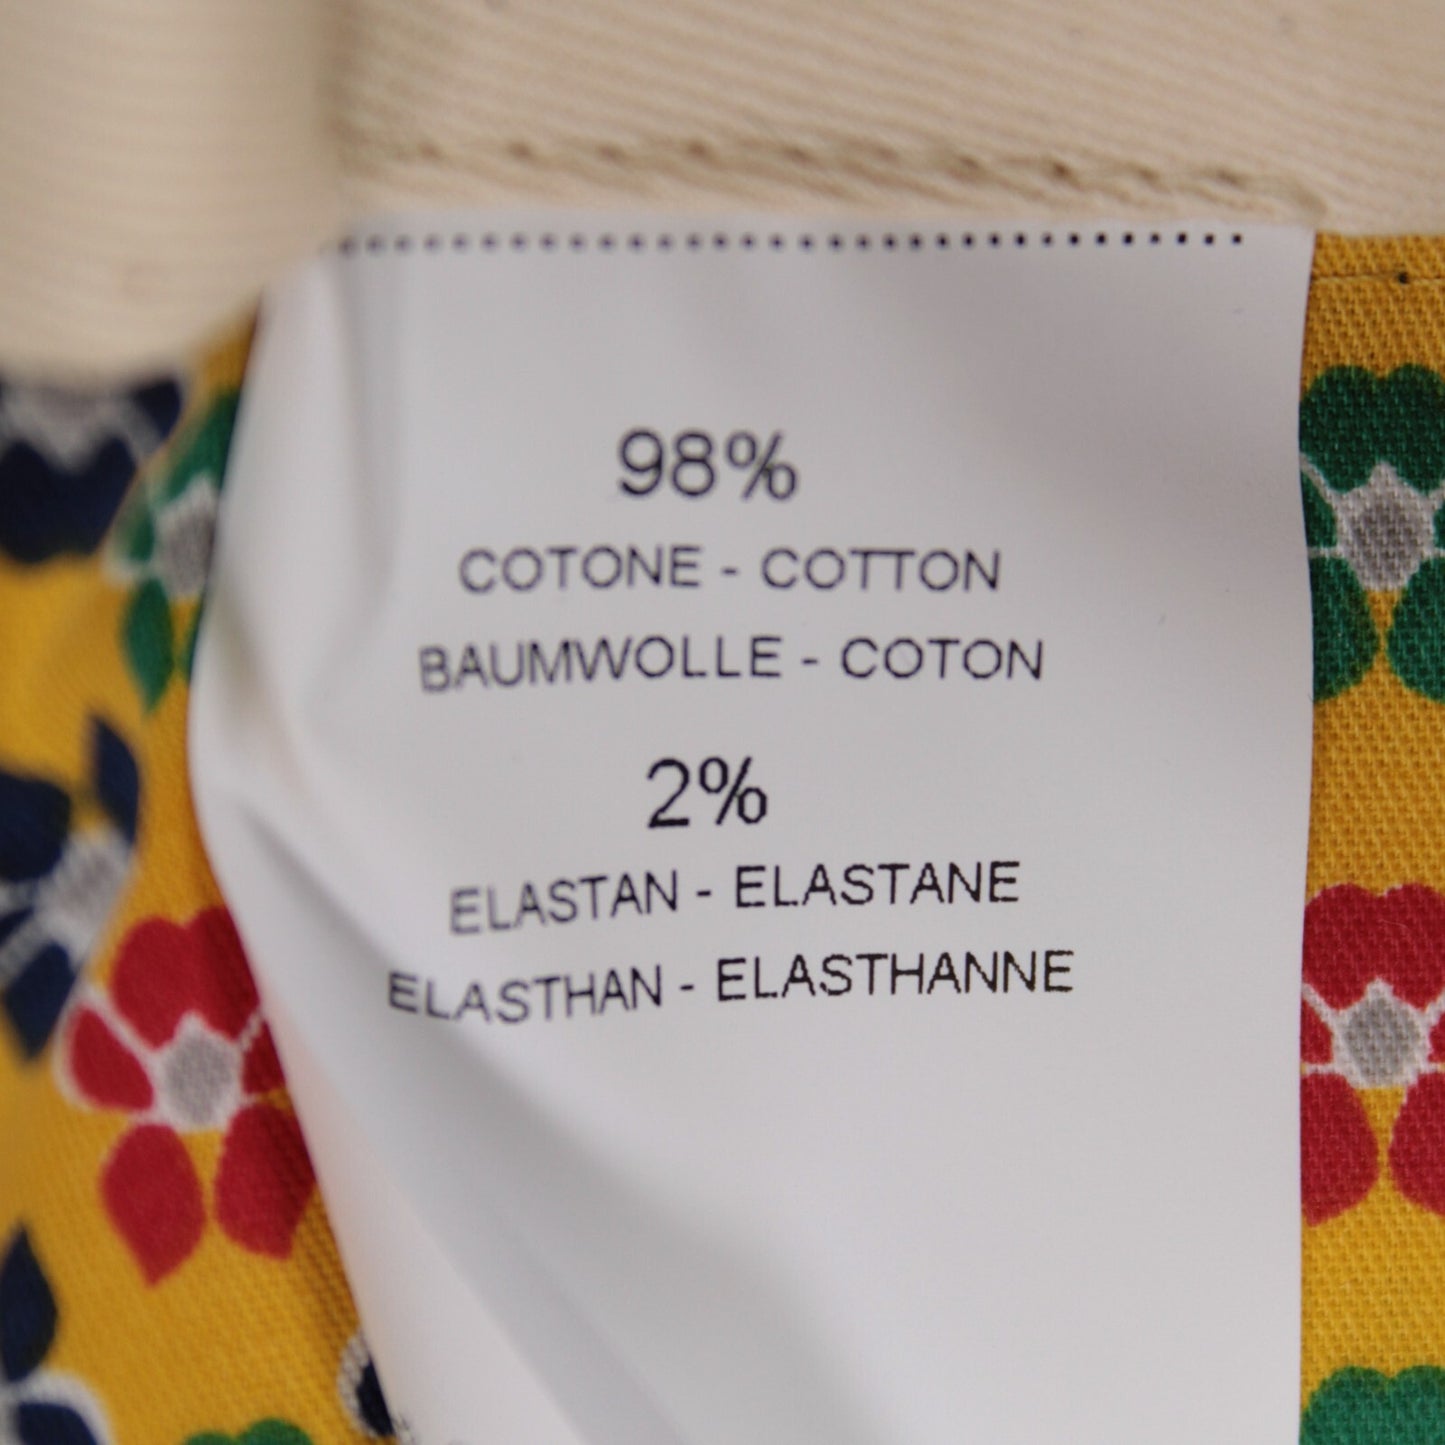 98%
COTONE - COTTON
BAUMWOLLE - COTON
2%
ELASTAN - ELASTANE
ELASTHAN - ELASTHANNE